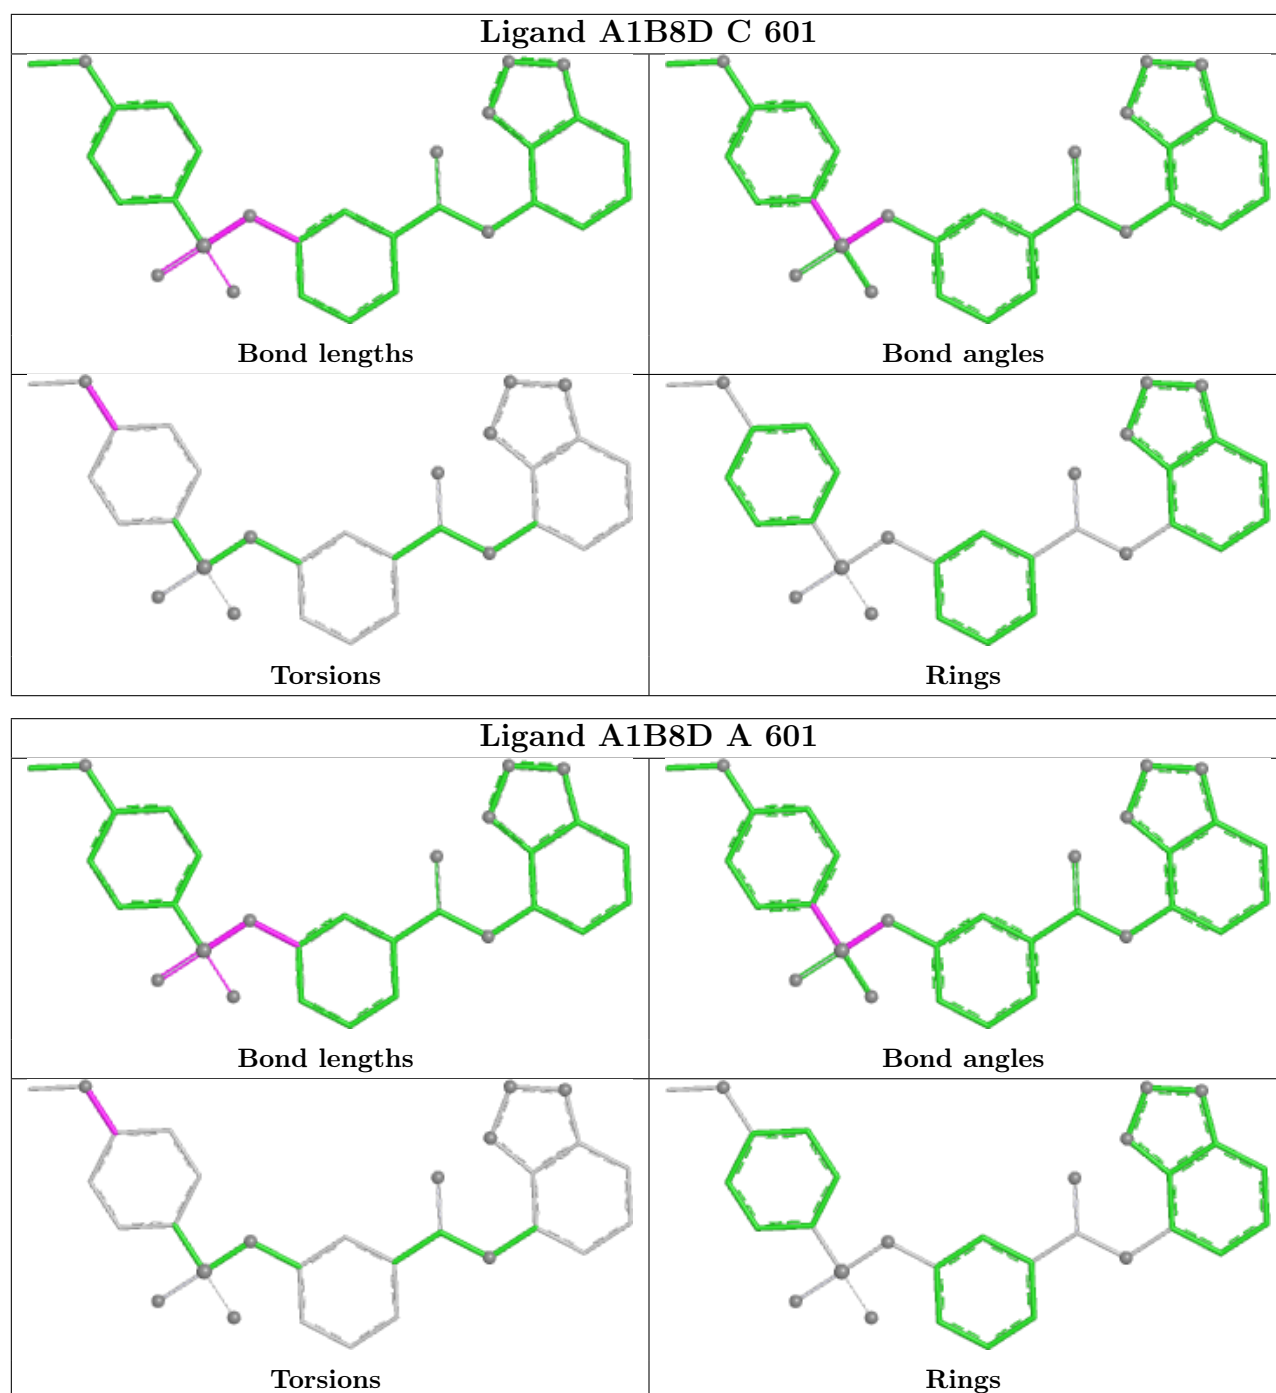 Ligand A1B8D C 601
Bond lengths
Bond angles
Torsions
Rings
Ligand A1B8D A 601
Bond lengths
Bond angles
Torsions
Rings